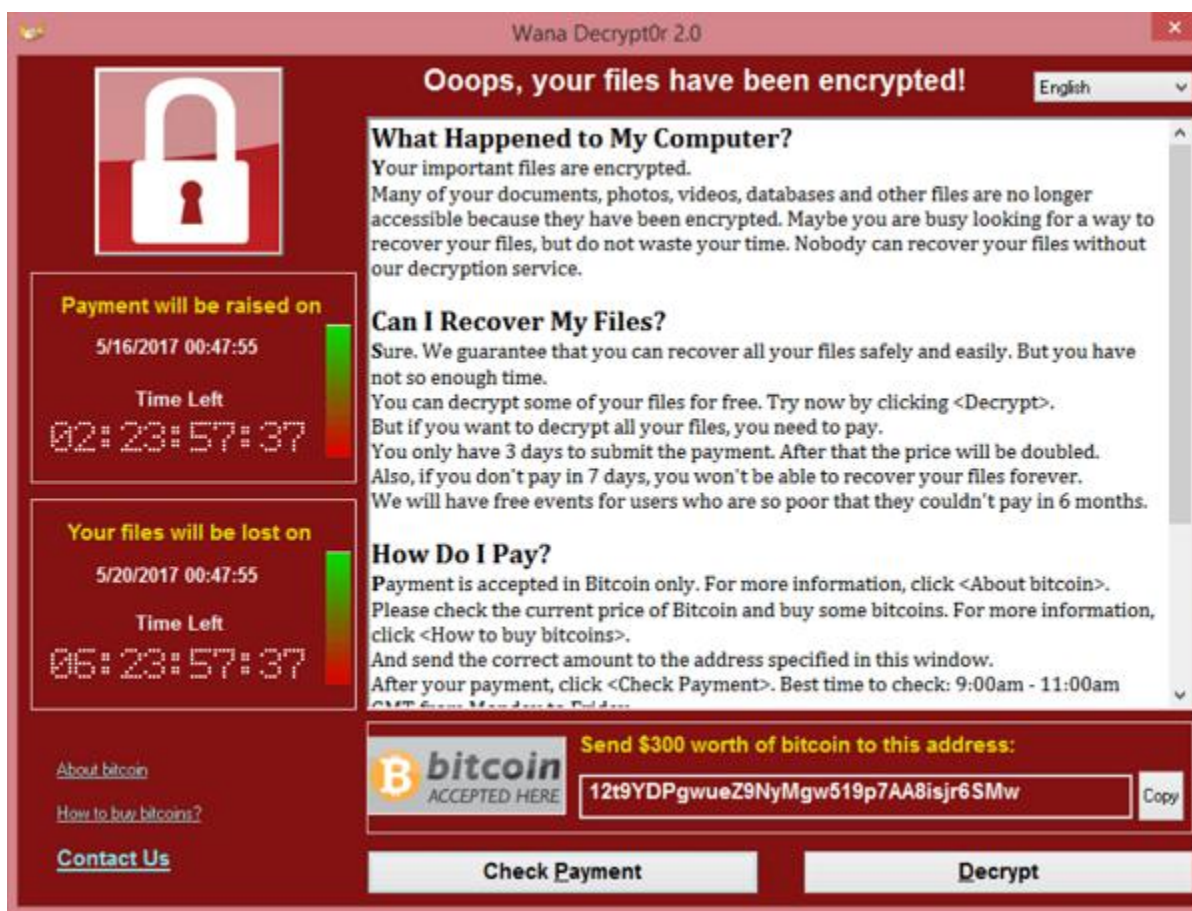 Wana Decrypt0r 2.0
Ooops, your files have been encrypted!
English
What Happened to My Computer?
Your important files are encrypted.
Many of your documents, photos, videos, databases and other files are no longer
accessible because they have been encrypted. Maybe you are busy looking for a way to
recover your files, but do not waste your time. Nobody can recover your files without
our decryption service.
Can I Recover My Files?
Sure. We guarantee that you can recover all your files safely and easily. But you have
not so enough time.
You can decrypt some of your files for free. Try now by clicking <Decrypt>.
But if you want to decrypt all your files, you need to pay.
You only have 3 days to submit the payment. After that the price will be doubled.
Also, if you don't pay in 7 days, you won't be able to recover your files forever.
We will have free events for users who are so poor that they couldn't pay in 6 months.
How Do I Pay?
Payment is accepted in Bitcoin only. For more information, click <About bitcoin>.
Please check the current price of Bitcoin and buy some bitcoins. For more information,
click <How to buy bitcoins>.
And send the correct amount to the address specified in this window.
After your payment, click <Check Payment>. Best time to check: 9:00am - 11:00am
GMT from Monday to Friday
Payment will be raised on
5/16/2017 00:47:55
Time Left
02:23:57:37
Your files will be lost on
5/20/2017 00:47:55
Time Left
06:23:57:37
About bitcoin
How to buy bitcoins?
Contact Us
bitcoin
ACCEPTED HERE
Send $300 worth of bitcoin to this address:
12t9YDPgwueZ9NyMgw519p7AA8isjr6SMw
Copy
Check Payment
Decrypt